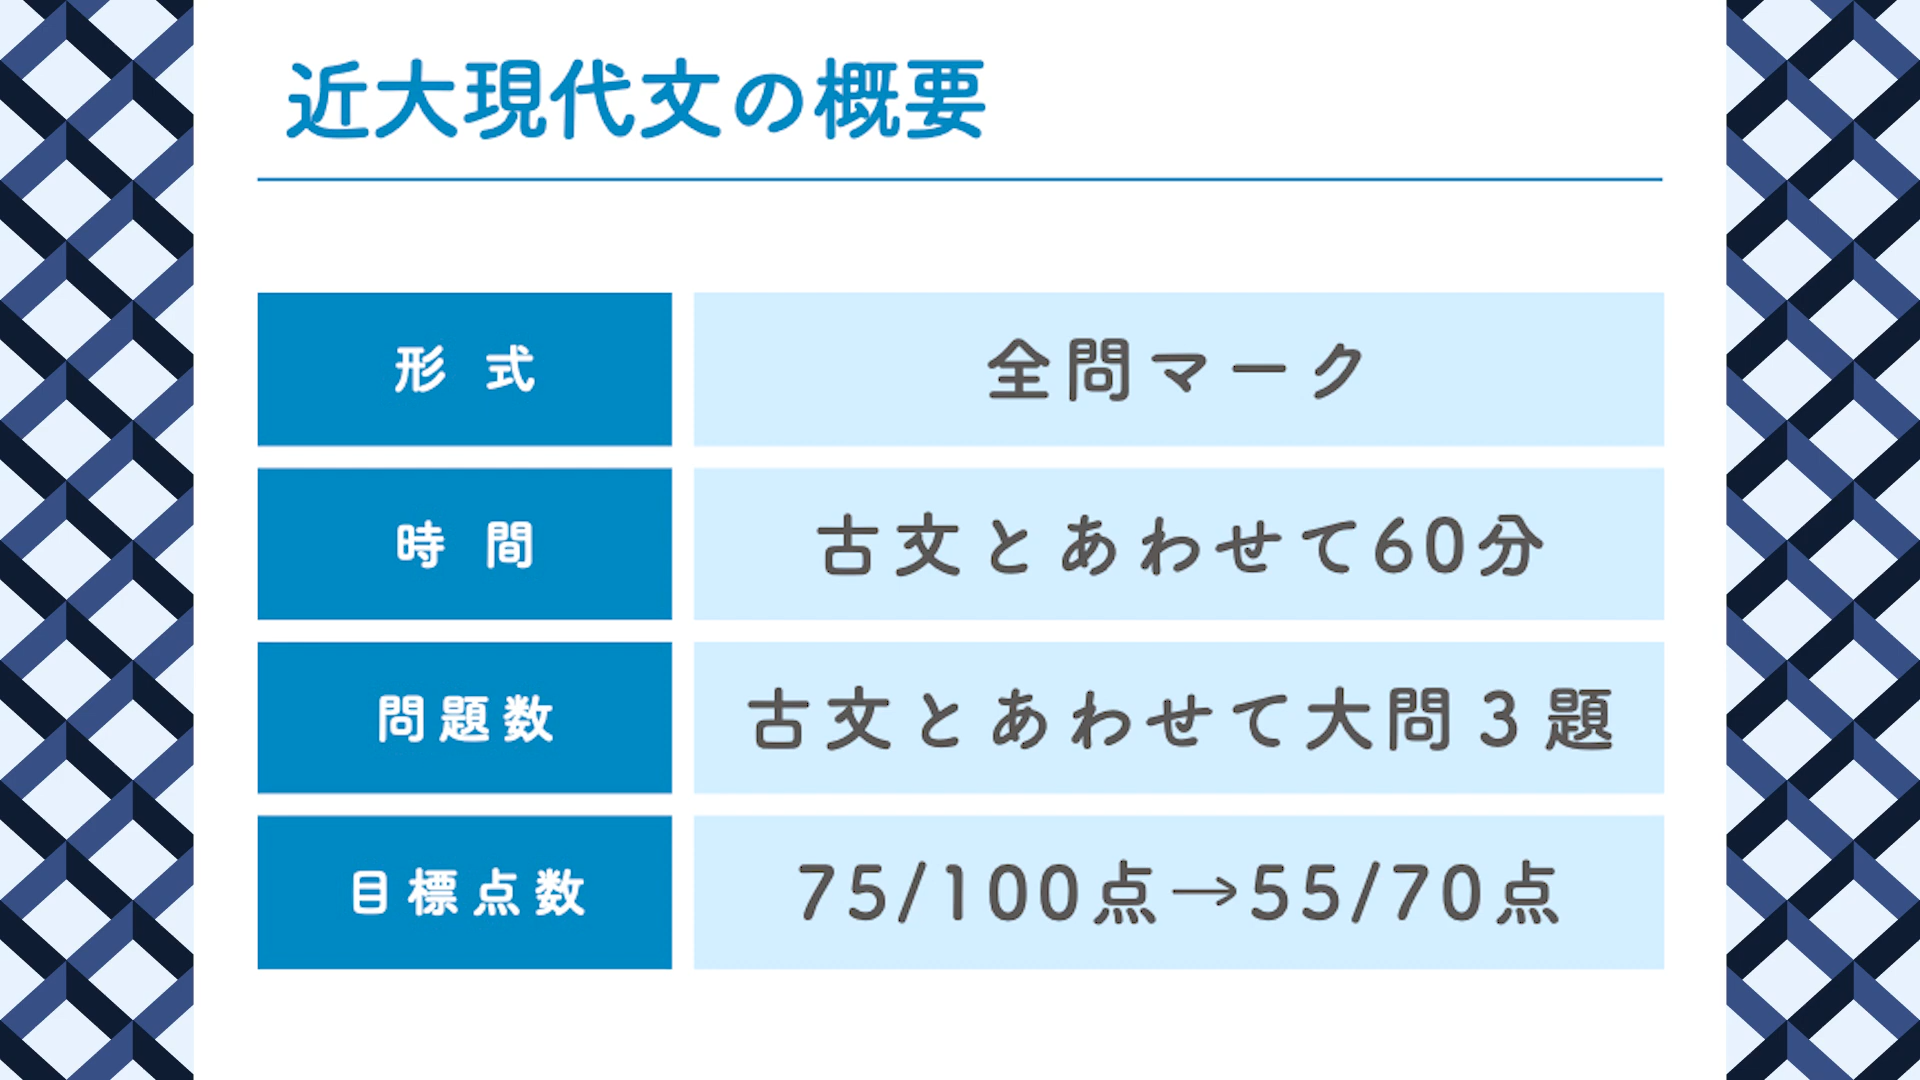 近大現代文の概要
形 式
全問マーク
時 間
古文とあわせて60分
問題数
古文とあわせて大問３題
目標点数
75/100点→55/70点